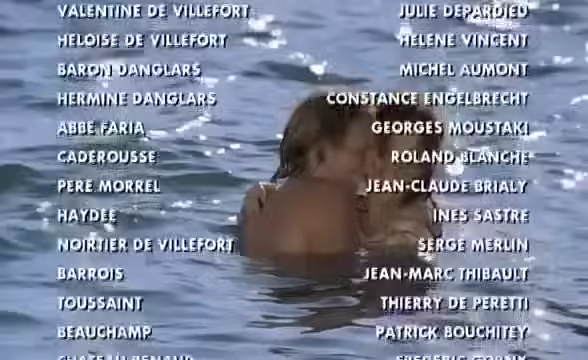 VALENTINE DE VILLEFORT JULIE DEPARDIEU
HELOISE DE VILLEFORT HELENE VINCENT
BARON DANGLARS MICHEL AUMONT
HERMINE DANGLARS CONSTANCE ENGELBRECHT
ABBE FARIA GEORGES MOUSTAKI
CADEROUSSE ROLAND BLANCHE
PERE MORREL JEAN-CLAUDE BRIALY
HAYDEE INES SASTRE
NOIRTIER DE VILLEFORT SERGE MERLIN
BARROIS JEAN-MARC THIBAULT
TOUSSAINT THIERRY DE PERETTI
BEAUCHAMP PATRICK BOUCHITEY